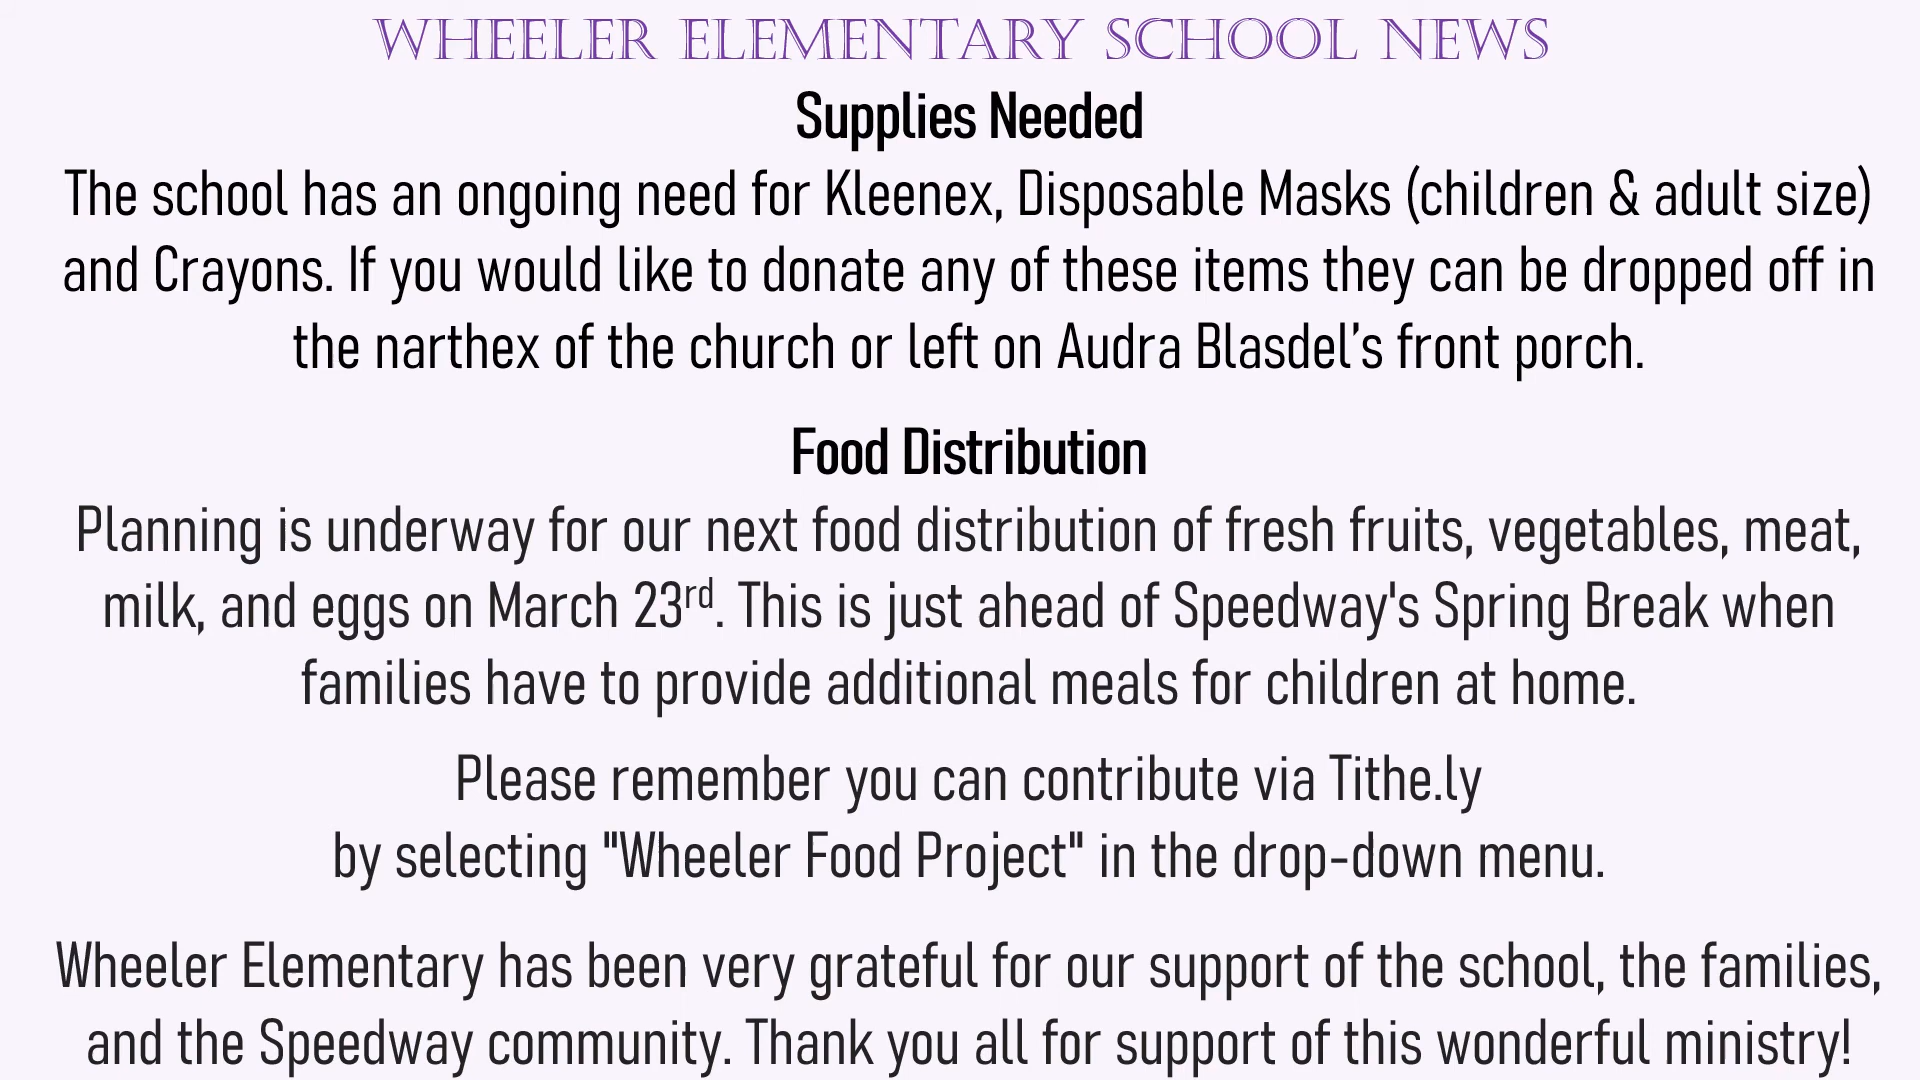 WHEELER ELEMENTARY SCHOOL NEWS
Supplies Needed
The school has an ongoing need for Kleenex, Disposable Masks (children & adult size)
and Crayons. If you would like to donate any of these items they can be dropped off in
the narthex of the church or left on Audra Blasdel’s front porch.
Food Distribution
Planning is underway for our next food distribution of fresh fruits, vegetables, meat,
milk, and eggs on March 23rd. This is just ahead of Speedway's Spring Break when
families have to provide additional meals for children at home.
Please remember you can contribute via Tithe.ly
by selecting "Wheeler Food Project" in the drop-down menu.
Wheeler Elementary has been very grateful for our support of the school, the families,
and the Speedway community. Thank you all for support of this wonderful ministry!